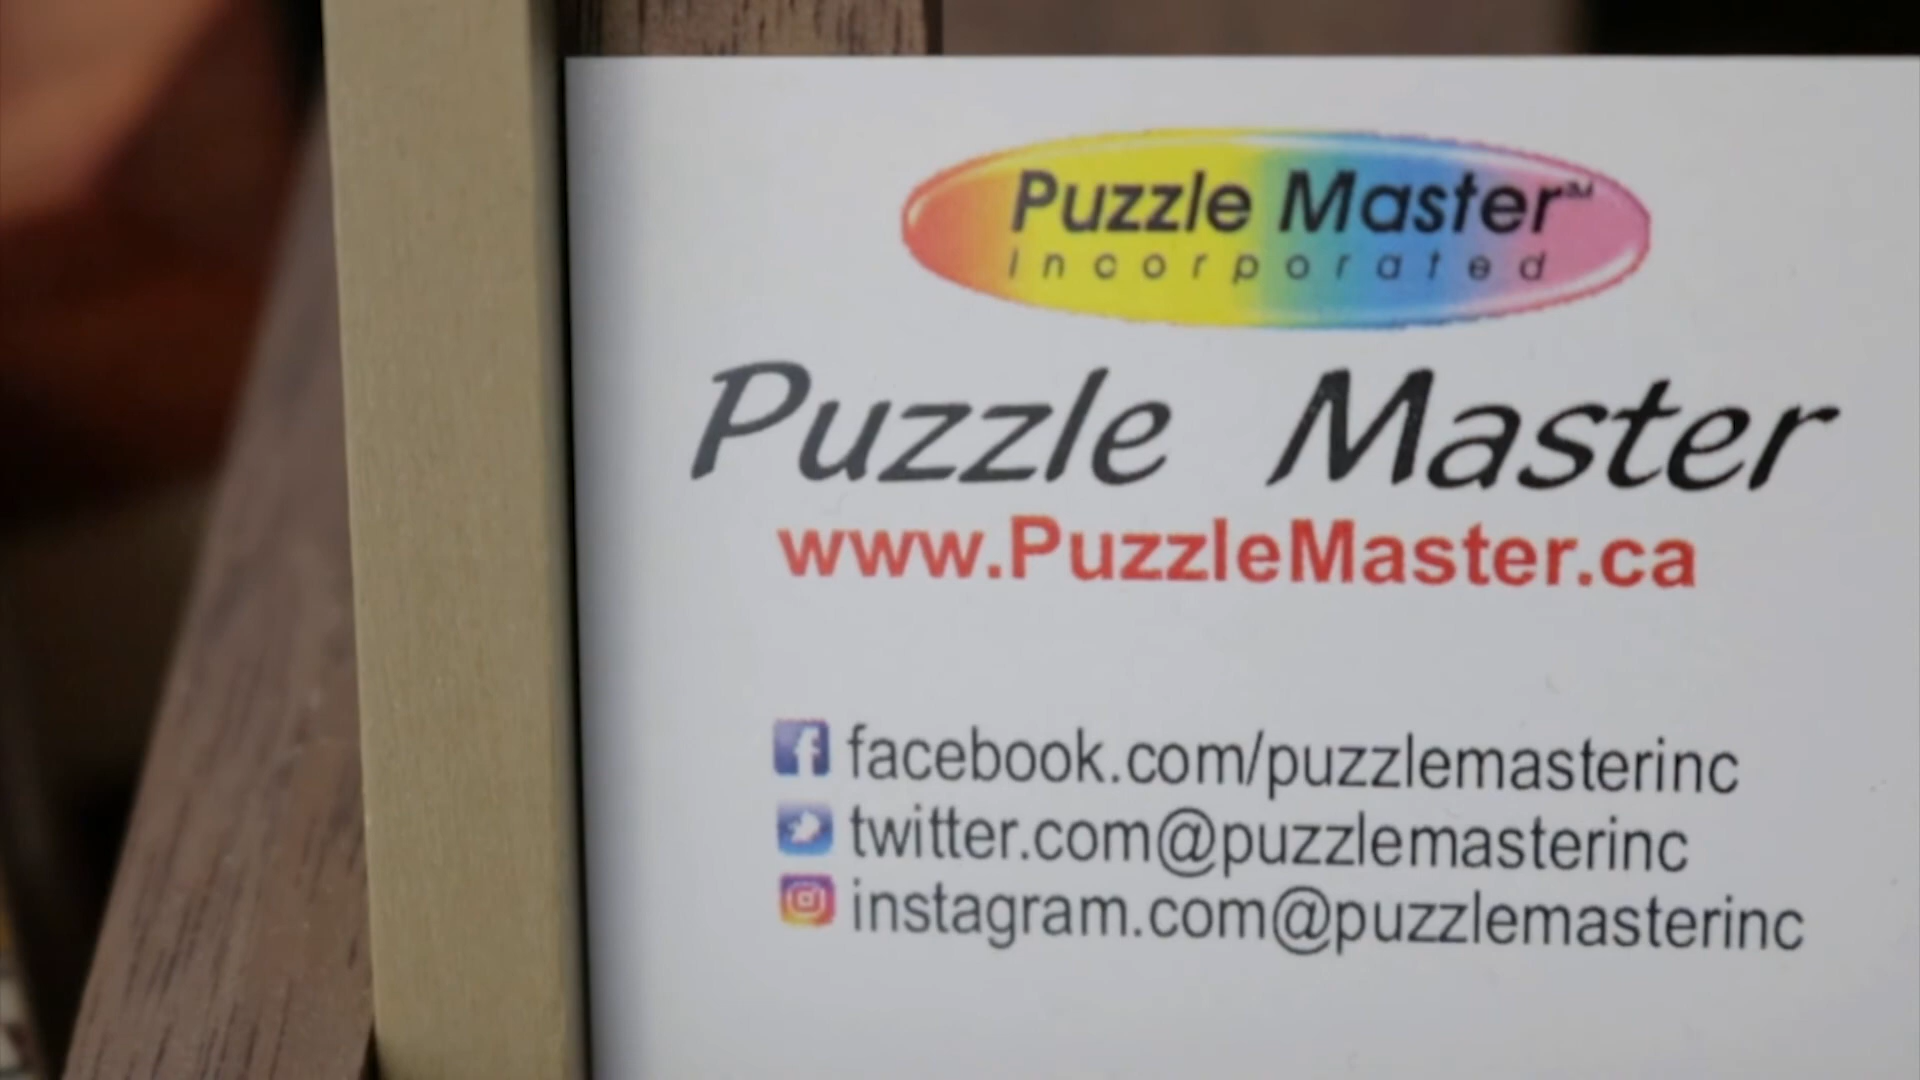 Puzzle Master™
Incorporated
Puzzle Master
www.PuzzleMaster.ca
facebook.com/puzzlemasterinc
twitter.com@puzzlemasterinc
instagram.com@puzzlemasterinc